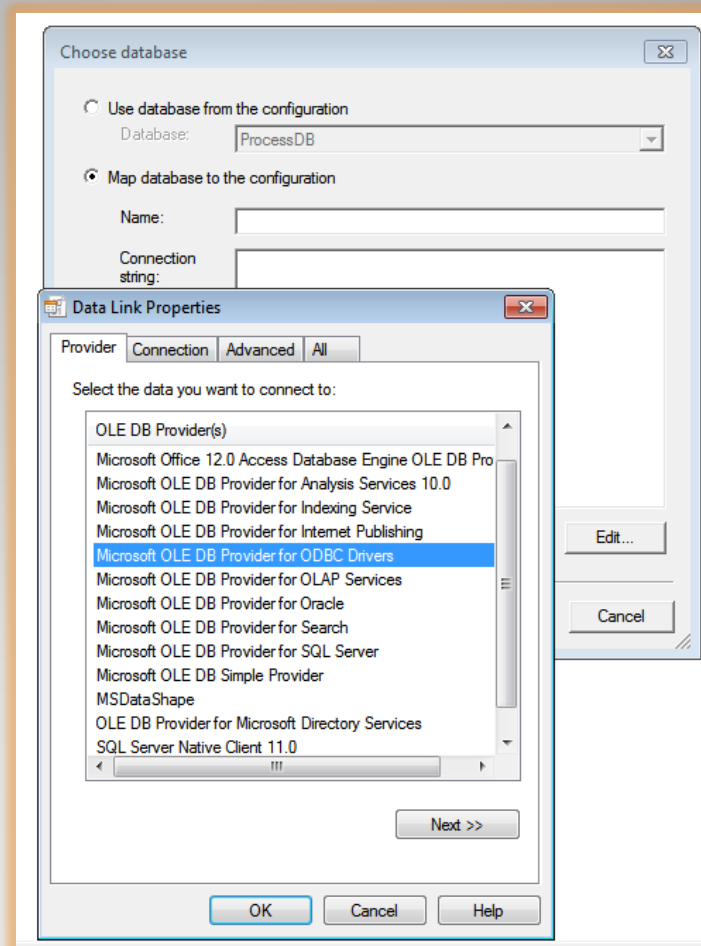 Choose database
Use database from the configuration
Database:
ProcessDB
Map database to the configuration
Name:
Connection
string:
Data Link Properties
Provider
Connection
Advanced
All
Select the data you want to connect to:
OLE DB Provider(s)
Microsoft Office 12.0 Access Database Engine OLE DB Pro
Microsoft OLE DB Provider for Analysis Services 10.0
Microsoft OLE DB Provider for Indexing Service
Microsoft OLE DB Provider for Internet Publishing
Microsoft OLE DB Provider for ODBC Drivers
Microsoft OLE DB Provider for OLAP Services
Microsoft OLE DB Provider for Oracle
Microsoft OLE DB Provider for Search
Microsoft OLE DB Provider for SQL Server
Microsoft OLE DB Simple Provider
MSDataShape
OLE DB Provider for Microsoft Directory Services
SQL Server Native Client 11.0
Edit...
Cancel
Next >>
OK
Cancel
Help